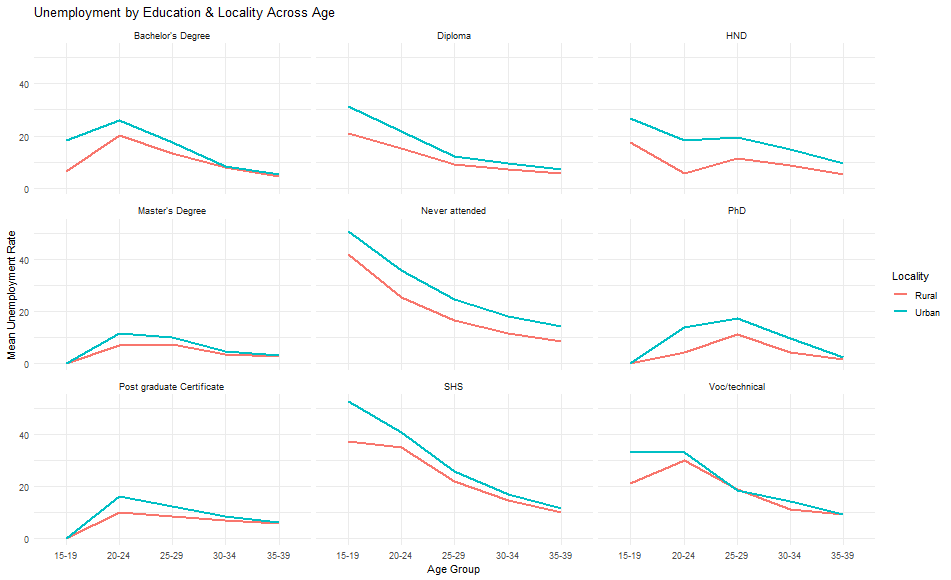 Unemployment by Education & Locality Across Age
Bachelor's Degree
Diploma
HND
40
20
0
Master's Degree
Never attended
PhD
40
20
0
Post graduate Certificate
SHS
Voc/technical
40
20
0
15-19 20-24 25-29 30-34 35-39
15-19 20-24 25-29 30-34 35-39
15-19 20-24 25-29 30-34 35-39
Age Group
Mean Unemployment Rate
Locality
Rural
Urban